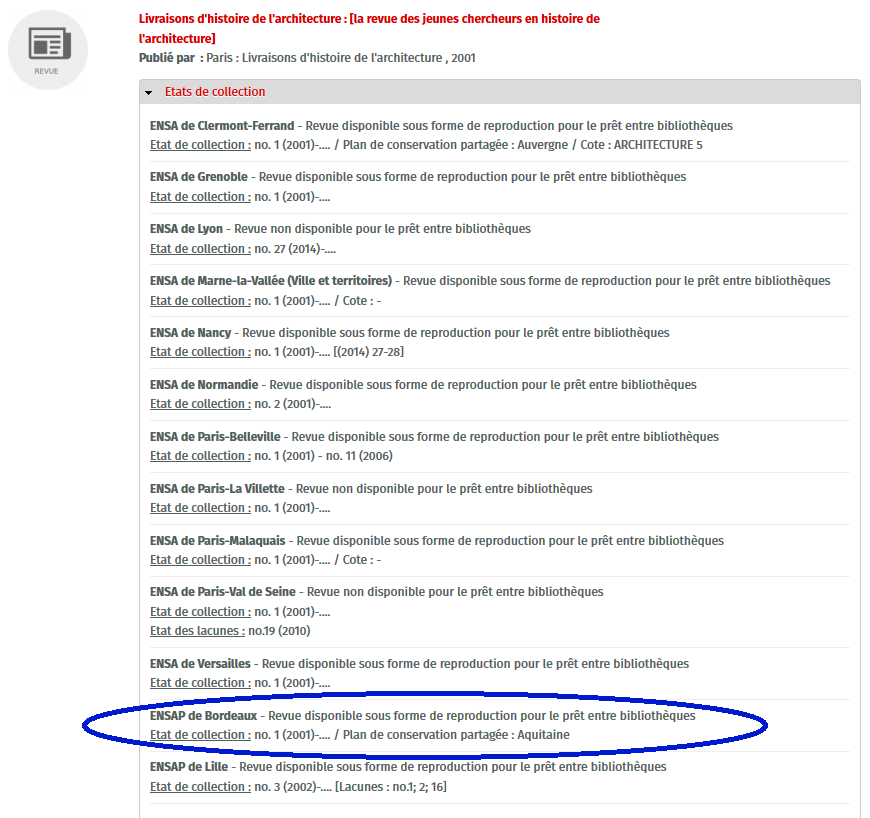 Livraisons d'histoire de l'architecture : [la revue des jeunes chercheurs en histoire de
l'architecture]
REVUE
Publié par : Paris : Livraisons d'histoire de l'architecture , 2001
Etats de collection
ENSA de Clermont-Ferrand - Revue disponible sous forme de reproduction pour le prêt entre bibliothèques
Etat de collection : no. 1 (2001)-.... / Plan de conservation partagée : Auvergne / Cote : ARCHITECTURE 5
ENSA de Grenoble - Revue disponible sous forme de reproduction pour le prêt entre bibliothèques
Etat de collection : no. 1 (2001)-....
ENSA de Lyon - Revue non disponible pour le prêt entre bibliothèques
Etat de collection : no. 27 (2014)-....
ENSA de Marne-la-Vallée (Ville et territoires) - Revue disponible sous forme de reproduction pour le prêt entre bibliothèques
Etat de collection : no. 1 (2001)-.... / Cote : -
ENSA de Nancy - Revue disponible sous forme de reproduction pour le prêt entre bibliothèques
Etat de collection : no. 1 (2001)-.... [(2014) 27-28]
ENSA de Normandie - Revue disponible sous forme de reproduction pour le prêt entre bibliothèques
Etat de collection : no. 2 (2001)-....
ENSA de Paris-Belleville - Revue disponible sous forme de reproduction pour le prêt entre bibliothèques
Etat de collection : no. 1 (2001) - no. 11 (2006)
ENSA de Paris-La Villette - Revue non disponible pour le prêt entre bibliothèques
Etat de collection : no. 1 (2001)-....
ENSA de Paris-Malaquais - Revue disponible sous forme de reproduction pour le prêt entre bibliothèques
Etat de collection : no. 1 (2001)-.... / Cote : -
ENSA de Paris-Val de Seine - Revue non disponible pour le prêt entre bibliothèques
Etat de collection : no. 1 (2001)-....
Etat des lacunes : no.19 (2010)
ENSA de Versailles - Revue disponible sous forme de reproduction pour le prêt entre bibliothèques
Etat de collection : no. 1 (2001)-....
ENSAP de Bordeaux - Revue disponible sous forme de reproduction pour le prêt entre bibliothèques
Etat de collection : no. 1 (2001)-.... / Plan de conservation partagée : Aquitaine
ENSAP de Lille - Revue disponible sous forme de reproduction pour le prêt entre bibliothèques
Etat de collection : no. 3 (2002)-.... [Lacunes : no.1; 2; 16]